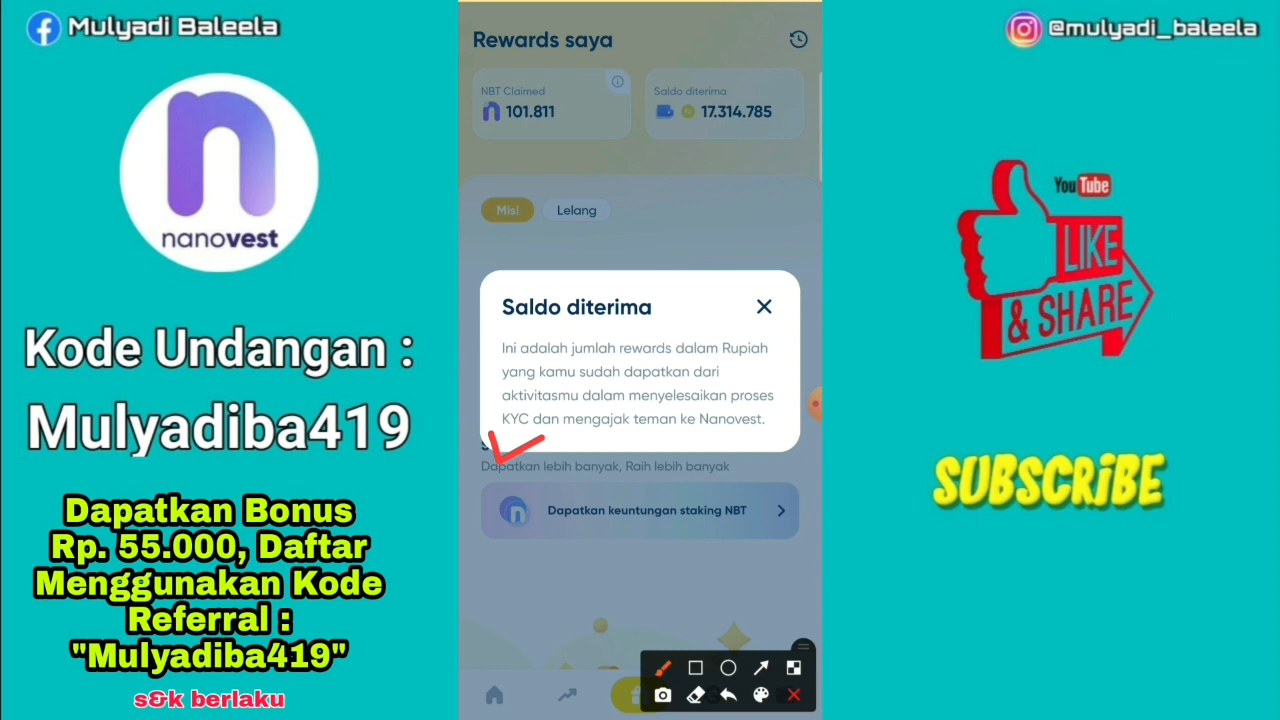 Mulyadi Baleela
nanovest
Kode Undangan :
Mulyadiba419
Dapatkan Bonus
Rp. 55.000, Daftar
Menggunakan Kode
Referral :
"Mulyadiba419"
s&k berlaku
Rewards saya
NBT Claimed
101.811
Saldo diterima
17.314.785
Misi
Lelang
Saldo diterima
Ini adalah jumlah rewards dalam Rupiah
yang kamu sudah dapatkan dari
aktivitasmu dalam menyelesaikan proses
KYC dan mengajak teman ke Nanovest.
Dapatkan lebih banyak, Raih lebih banyak
Dapatkan keuntungan staking NBT
@mulyadi_baleela
YouTube
LIKE
& SHARE
SUBSCRiBE